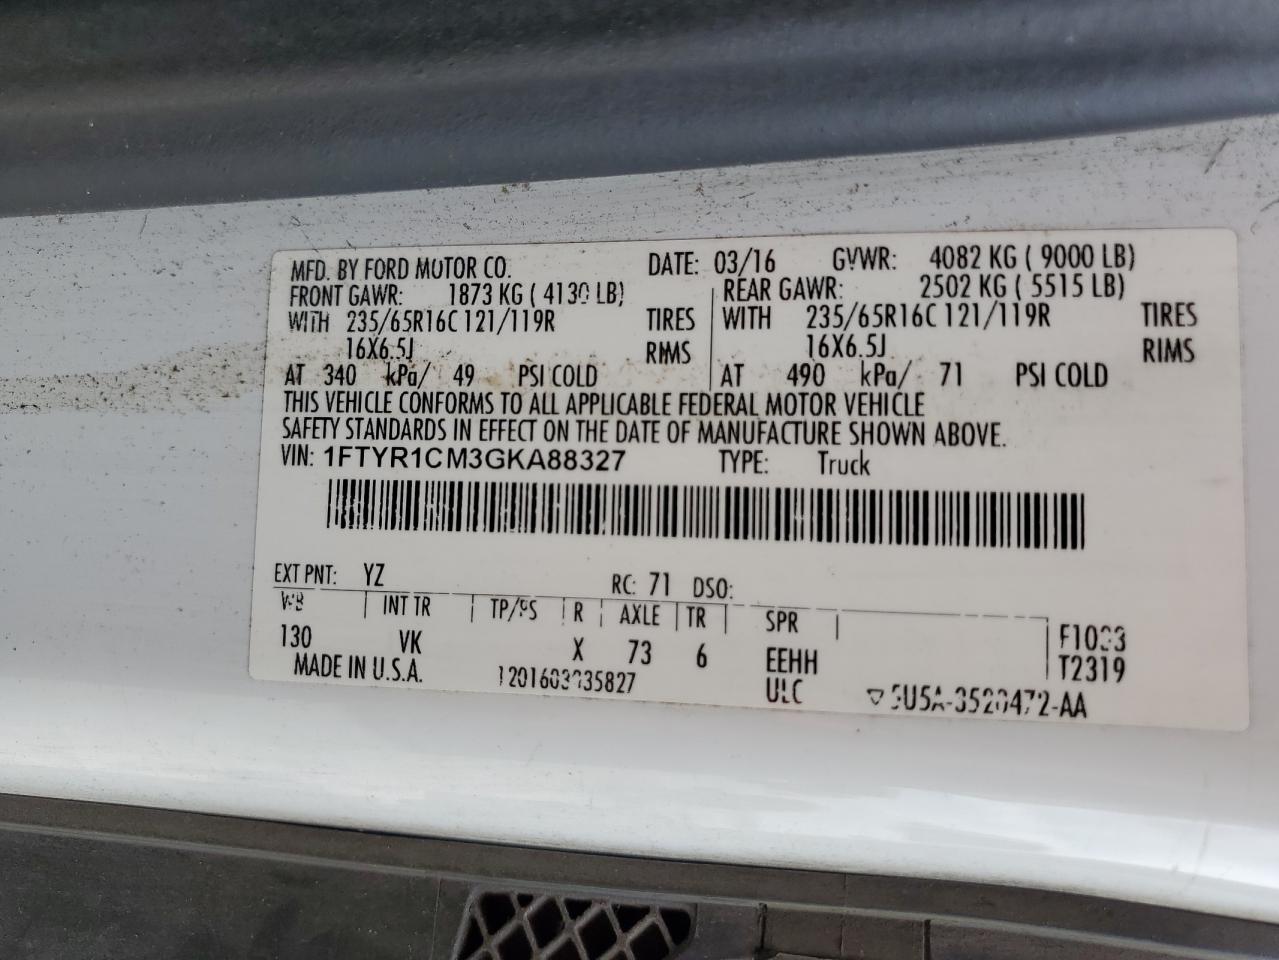 MFD. BY FORD MOTOR CO. DATE: 03/16 GVWR: 4082 KG ( 9000 LB)
FRONT GAWR: 1873 KG ( 4130 LB) REAR GAWR: 2502 KG ( 5515 LB)
WITH 235/65R16C 121/119R TIRES WITH 235/65R16C 121/119R TIRES
16X6.5J RIMS 16X6.5J RIMS
AT 340 kPa/ 49 PSI COLD AT 490 kPa/ 71 PSI COLD
THIS VEHICLE CONFORMS TO ALL APPLICABLE FEDERAL MOTOR VEHICLE
SAFETY STANDARDS IN EFFECT ON THE DATE OF MANUFACTURE SHOWN ABOVE.
VIN: 1FTYR1CM3GKA88327 TYPE: Truck
EXT PNT: YZ RC: 71 DSO:
WB INT TR TP/PS R AXLE TR SPR
130 VK X 73 6 EEHH
ULC
T2319
MADE IN U.S.A.